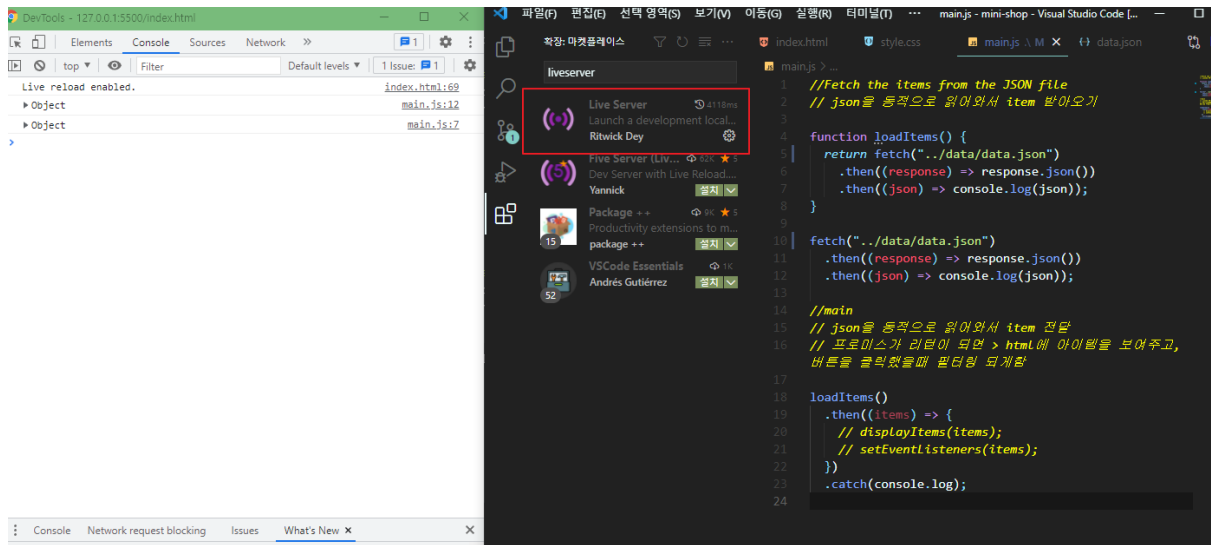 DevTools - 127.0.0.1:5500/index.html
Elements Console Sources Network » 1
top ▼ Filter Default levels ▼ 1 Issue: 1
Live reload enabled. index.html:69
▶ Object main.js:12
▶ Object main.js:7
>
Console Network request blocking Issues What's New ×
파일(F) 편집(E) 선택 영역(S) 보기(V) 이동(G) 실행(R) 터미널(T) ··· main.js - mini-shop - Visual Studio Code [...
확장: 마켓플레이스
liveserver
Live Server 4118ms
Launch a development local...
Ritwick Dey
Five Server (Liv... 62K ★ 5
Dev Server with Live Reload....
Yannick 설치
Package ++ 9K ★ 5
Productivity extensions to m...
package ++ 설치
15
VSCode Essentials 1K
Andrés Gutiérrez 설치
52
1
index.html style.css main.js .\ M × data.json
main.js > ...
1 //Fetch the items from the JSON file
2 // json을 동적으로 읽어와서 item 받아오기
3
4 function loadItems() {
5 return fetch("../data/data.json")
6 .then((response) => response.json())
7 .then((json) => console.log(json));
8 }
9
10 fetch("../data/data.json")
11 .then((response) => response.json())
12 .then((json) => console.log(json));
13
14 //main
15 // json을 동적으로 읽어와서 item 전달
16 // 프로미스가 리턴이 되면 > html에 아이템을 보여주고,
버튼을 클릭했을때 필터링 되게함
17
18 loadItems()
19 .then((items) => {
20 // displayItems(items);
21 // setEventListeners(items);
22 })
23 .catch(console.log);
24